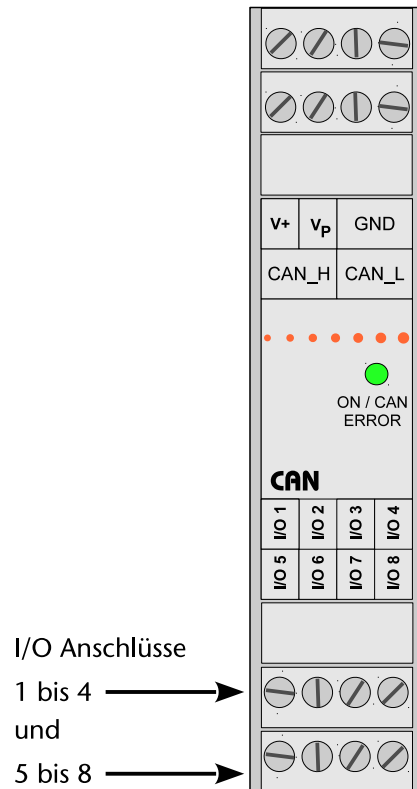 V+ VP GND
CAN_H CAN_L
ON / CAN
ERROR
CAN
I/O 1 I/O 2 I/O 3 I/O 4
I/O 5 I/O 6 I/O 7 I/O 8
I/O Anschlüsse
1 bis 4
und
5 bis 8